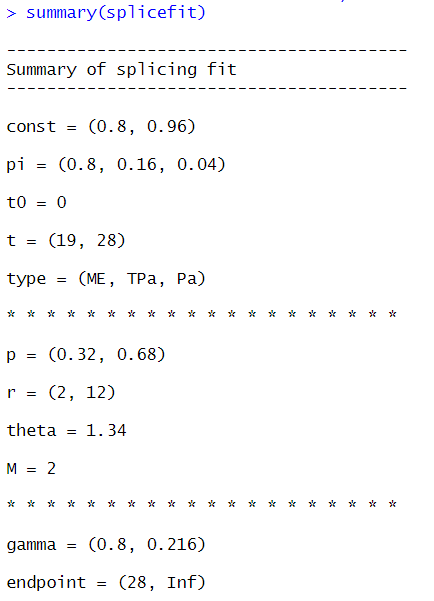 > summary(splicefit)
----------------------------------------
Summary of splicing fit
----------------------------------------
const = (0.8, 0.96)
pi = (0.8, 0.16, 0.04)
t0 = 0
t = (19, 28)
type = (ME, TPa, Pa)
* * * * * * * * * * * * * * * * * * * *
p = (0.32, 0.68)
r = (2, 12)
theta = 1.34
M = 2
* * * * * * * * * * * * * * * * * * * *
gamma = (0.8, 0.216)
endpoint = (28, Inf)